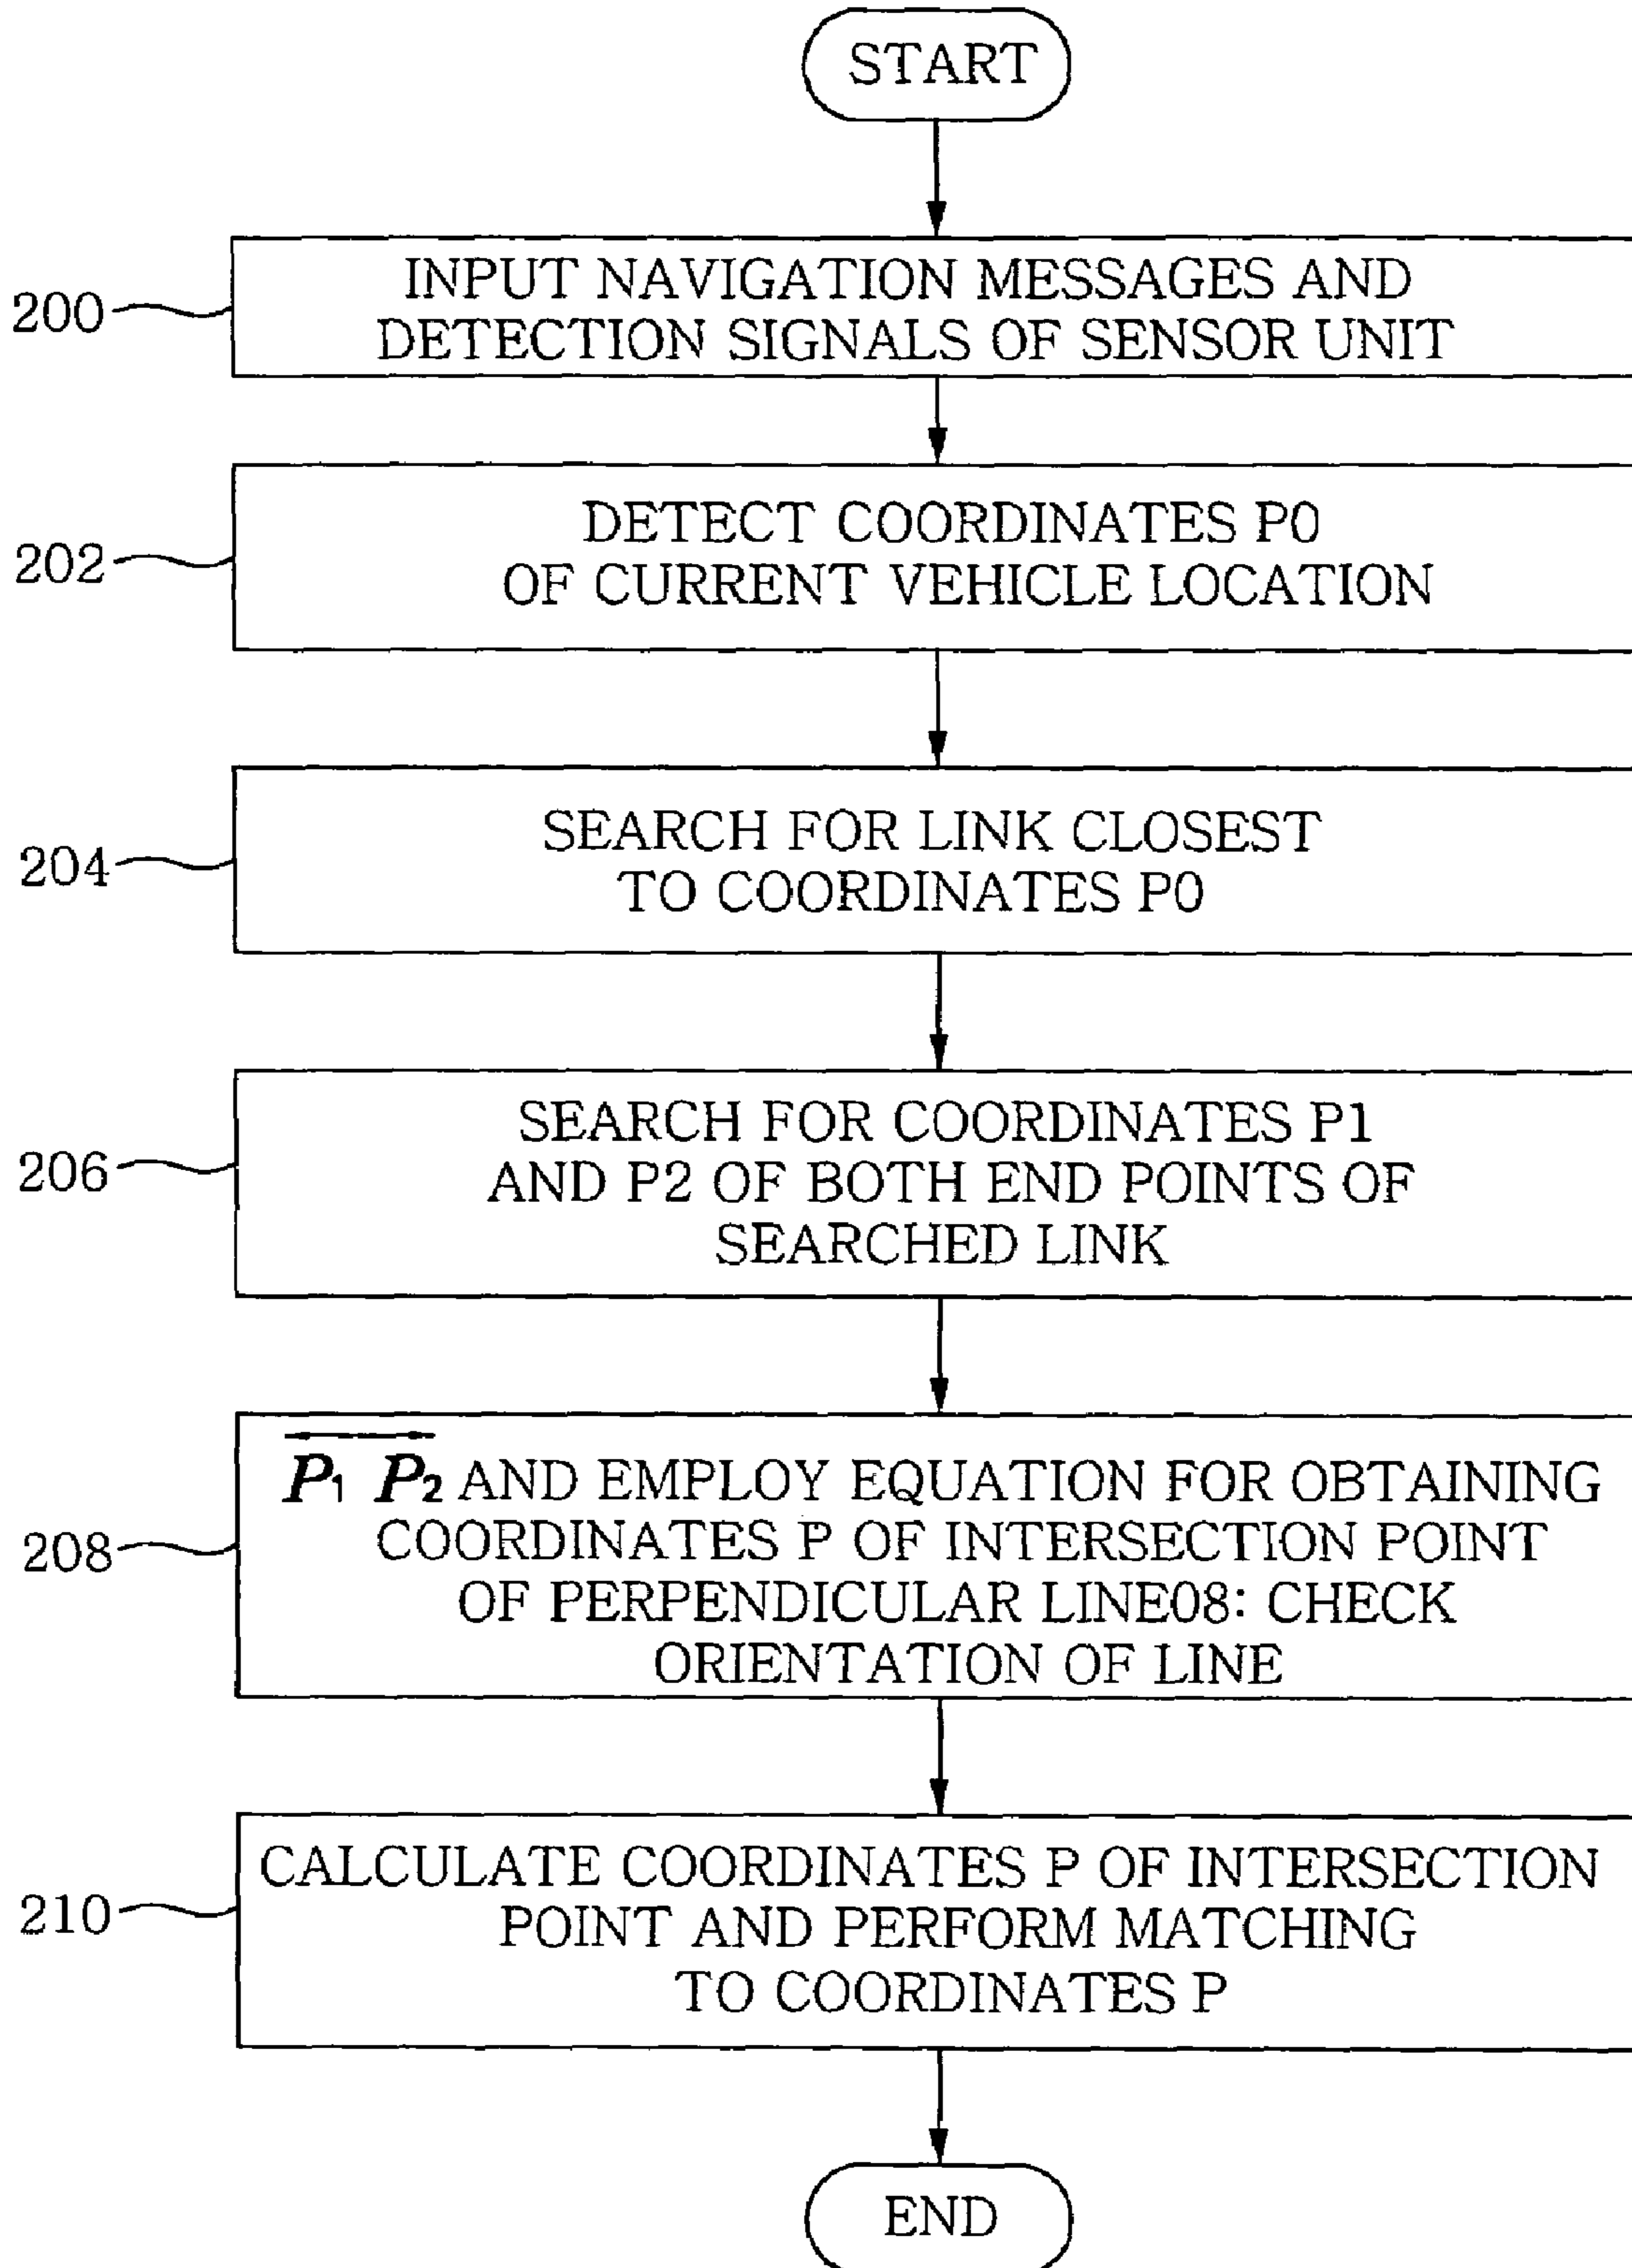 START
200
INPUT NAVIGATION MESSAGES AND
DETECTION SIGNALS OF SENSOR UNIT
202
DETECT COORDINATES P0
OF CURRENT VEHICLE LOCATION
204
SEARCH FOR LINK CLOSEST
TO COORDINATES P0
206
SEARCH FOR COORDINATES P1
AND P2 OF BOTH END POINTS OF
SEARCHED LINK
208
P1 P2 AND EMPLOY EQUATION FOR OBTAINING
COORDINATES P OF INTERSECTION POINT
OF PERPENDICULAR LINE08: CHECK
ORIENTATION OF LINE
210
CALCULATE COORDINATES P OF INTERSECTION
POINT AND PERFORM MATCHING
TO COORDINATES P
END